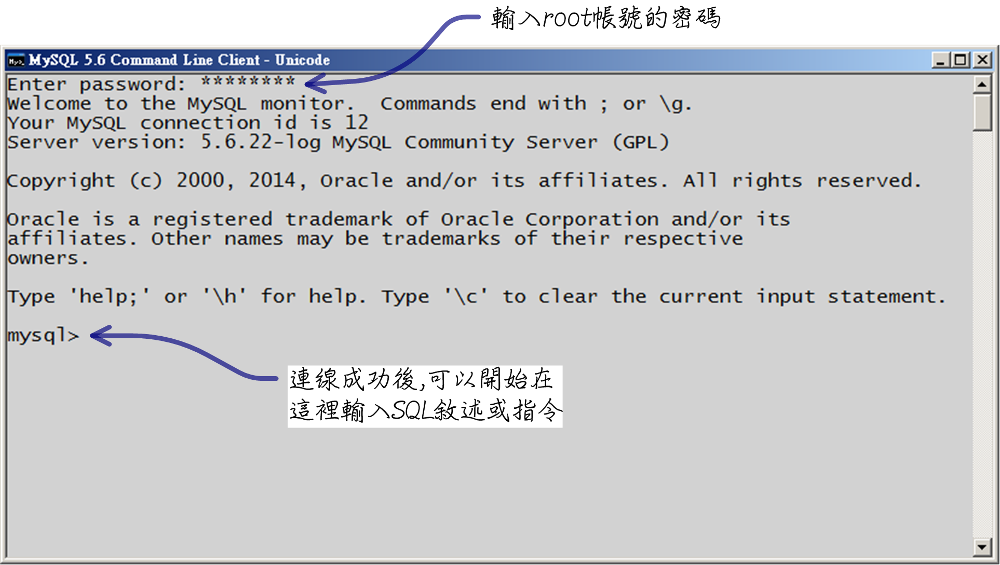 輸入root帳號的密碼
MySQL 5.6 Command Line Client - Unicode
Enter password: ********
Welcome to the MySQL monitor.  Commands end with ; or \g.
Your MySQL connection id is 12
Server version: 5.6.22-log MySQL Community Server (GPL)
Copyright (c) 2000, 2014, Oracle and/or its affiliates. All rights reserved.
Oracle is a registered trademark of Oracle Corporation and/or its
affiliates. Other names may be trademarks of their respective
owners.
Type 'help;' or '\h' for help. Type '\c' to clear the current input statement.
mysql>
連線成功後,可以開始在
這裡輸入SQL敘述或指令